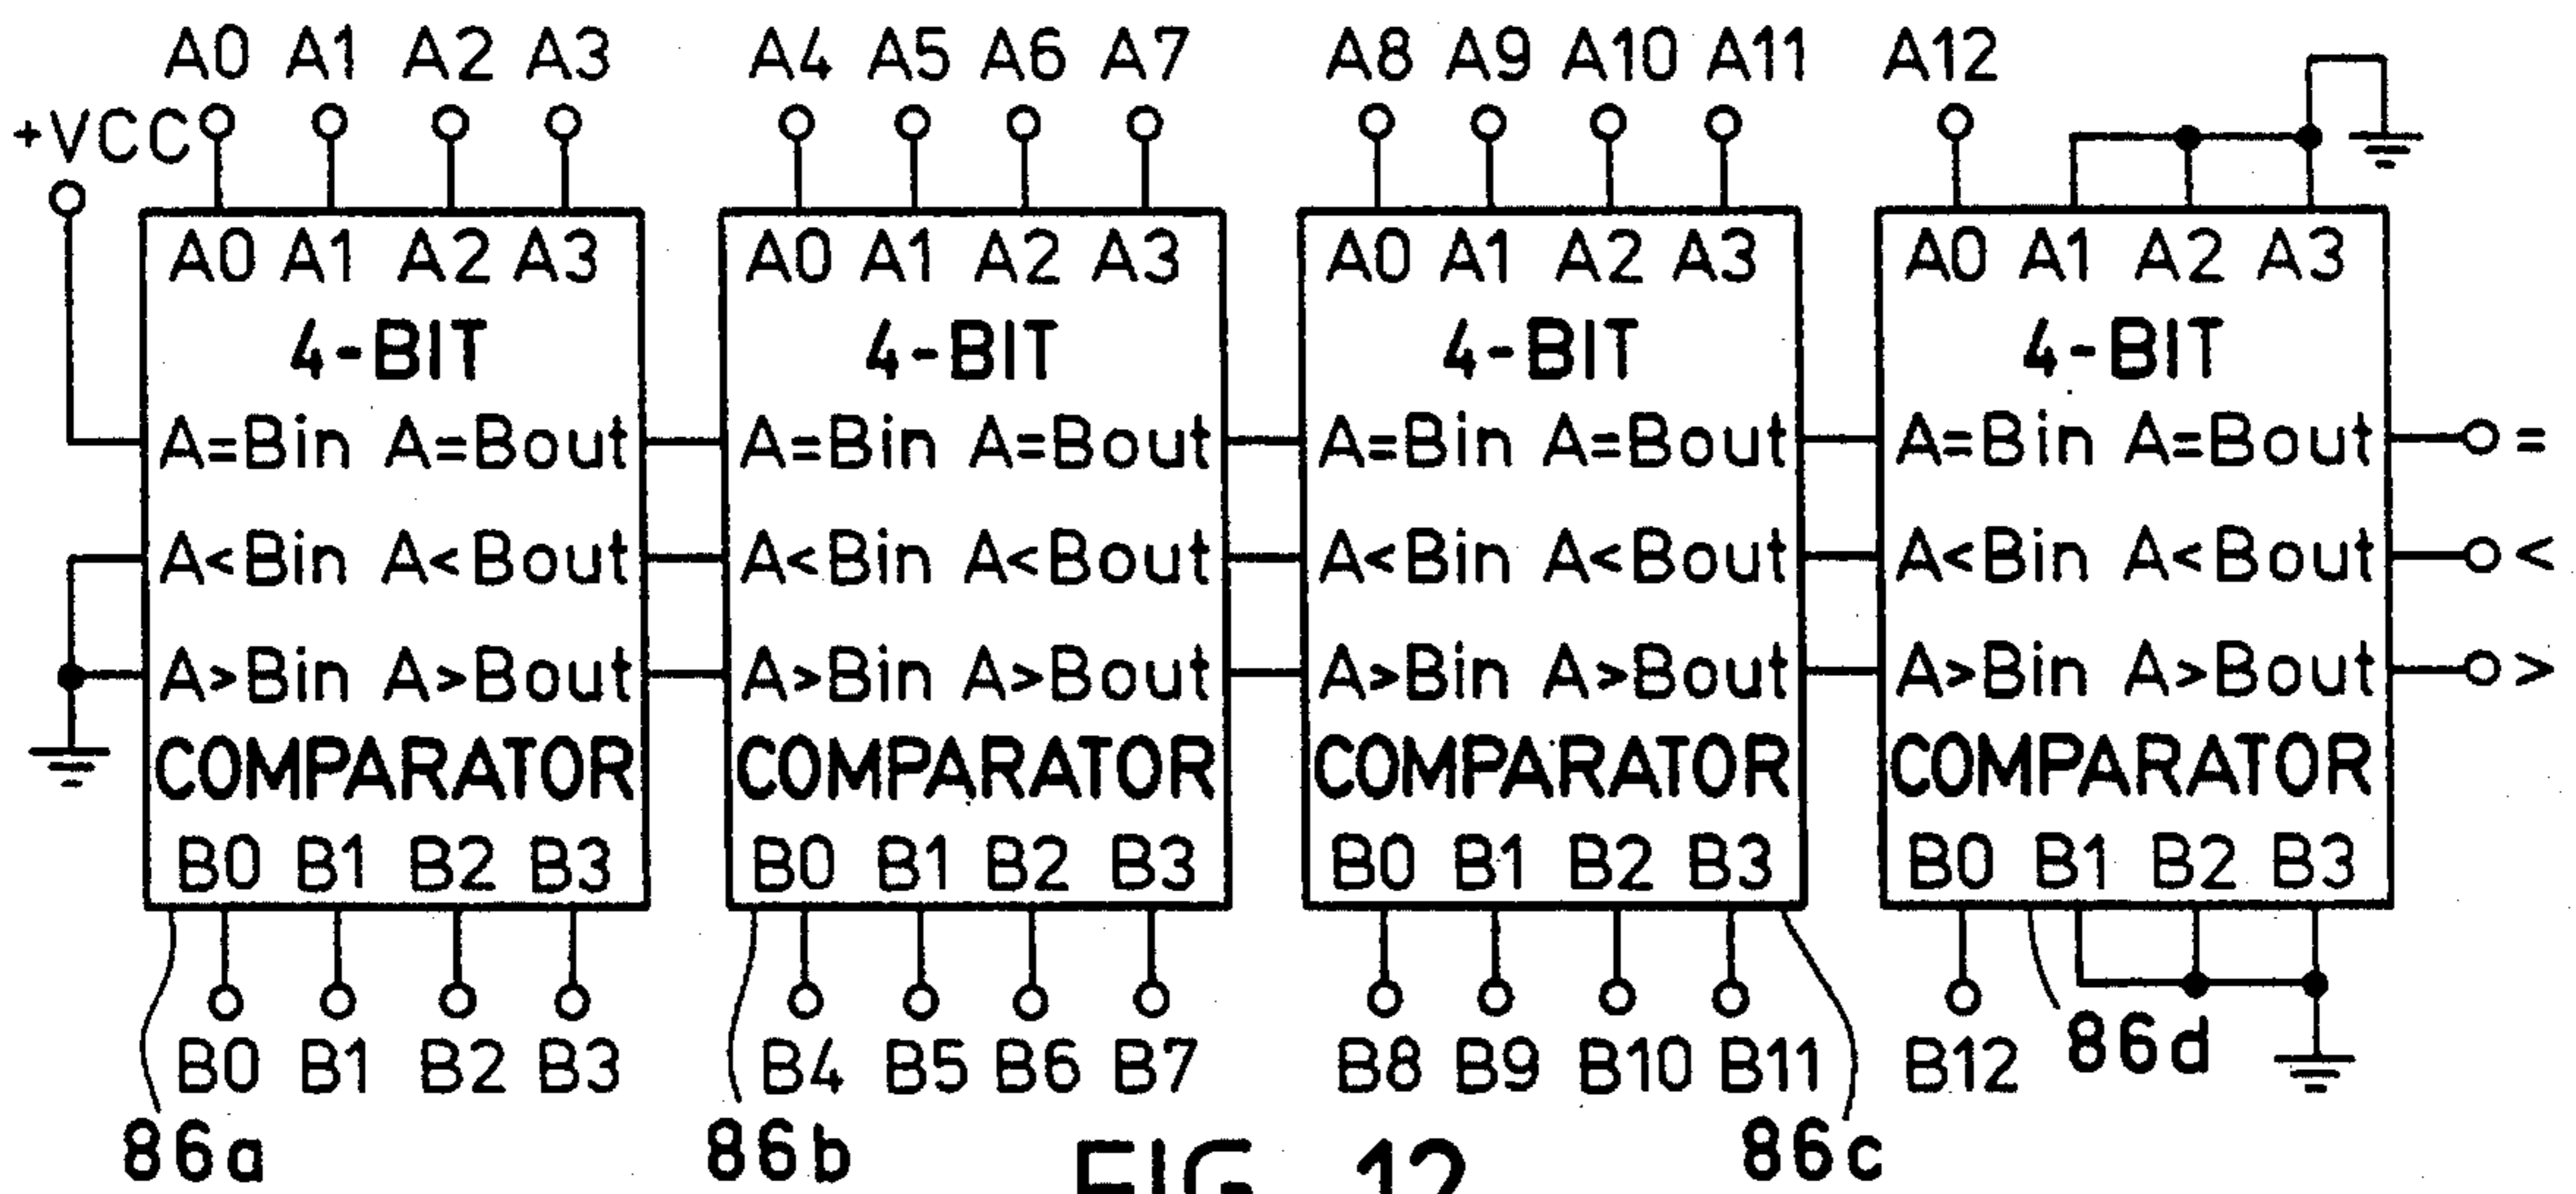 A0 A1 A2 A3 A4 A5 A6 A7 A8 A9 A10 A11 A12
+VCC
A0 A1 A2 A3 A0 A1 A2 A3 A0 A1 A2 A3 A0 A1 A2 A3
4-BIT 4-BIT 4-BIT 4-BIT
A=Bin A=Bout A=Bin A=Bout A=Bin A=Bout A=Bin A=Bout =
A<Bin A<Bout A<Bin A<Bout A<Bin A<Bout A<Bin A<Bout <
A>Bin A>Bout A>Bin A>Bout A>Bin A>Bout A>Bin A>Bout >
COMPARATOR COMPARATOR COMPARATOR COMPARATOR
B0 B1 B2 B3 B0 B1 B2 B3 B0 B1 B2 B3 B0 B1 B2 B3
B0 B1 B2 B3 B4 B5 B6 B7 B8 B9 B10 B11 B12 86d
86a 86b FIG. 12 86c